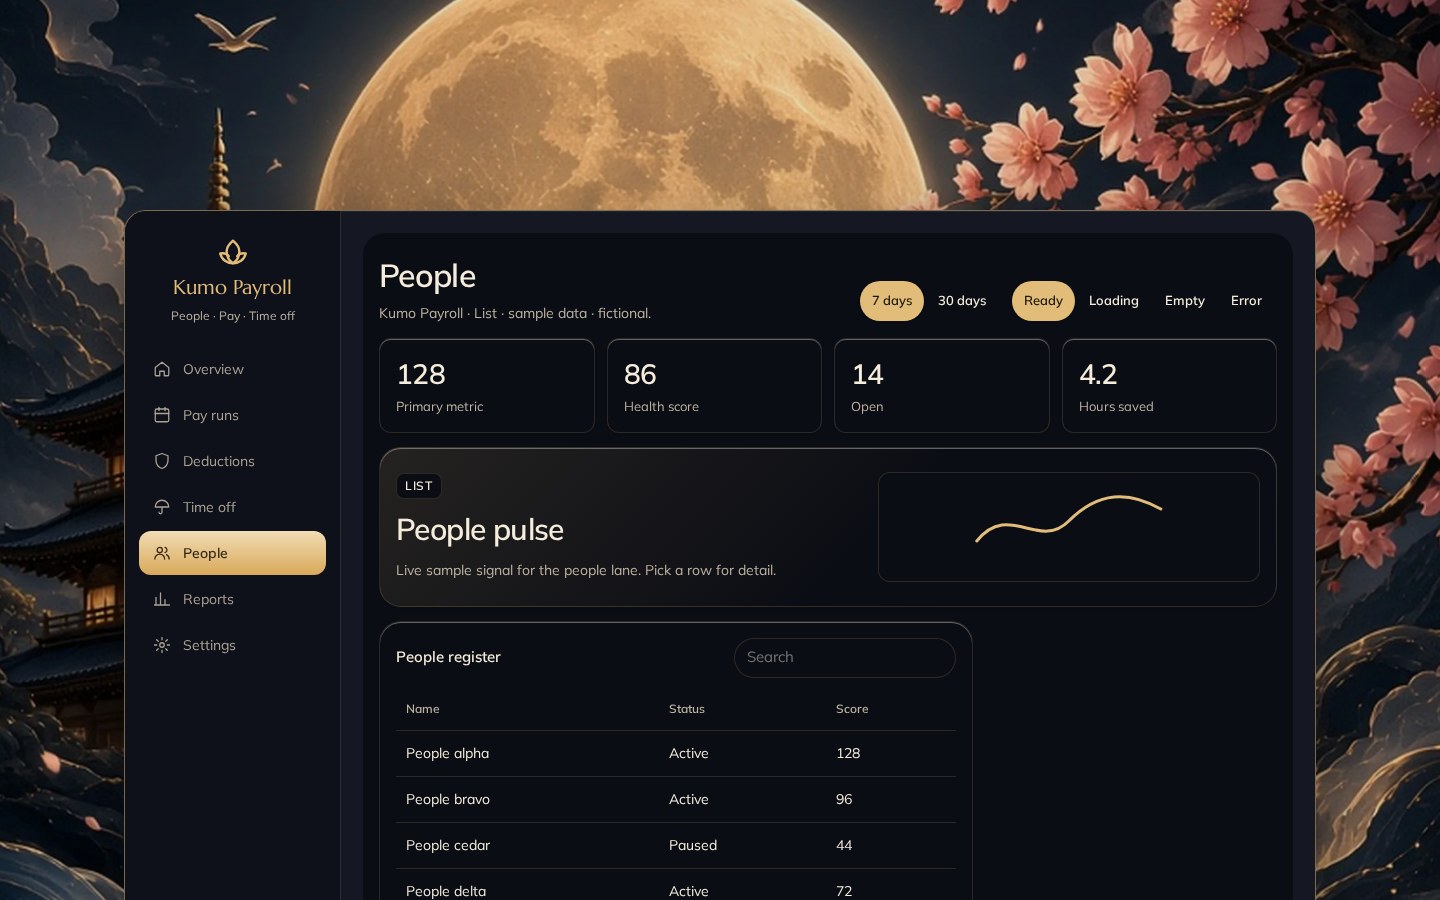 Kumo Payroll
People · Pay · Time off
Overview
Pay runs
Deductions
Time off
People
Reports
Settings
People
Kumo Payroll · List · sample data · fictional.
7 days 30 days Ready Loading Empty Error
128 86 14 4.2
Primary metric Health score Open Hours saved
LIST
People pulse
Live sample signal for the people lane. Pick a row for detail.
People register Search
Name Status Score
People alpha Active 128
People bravo Active 96
People cedar Paused 44
People delta Active 72